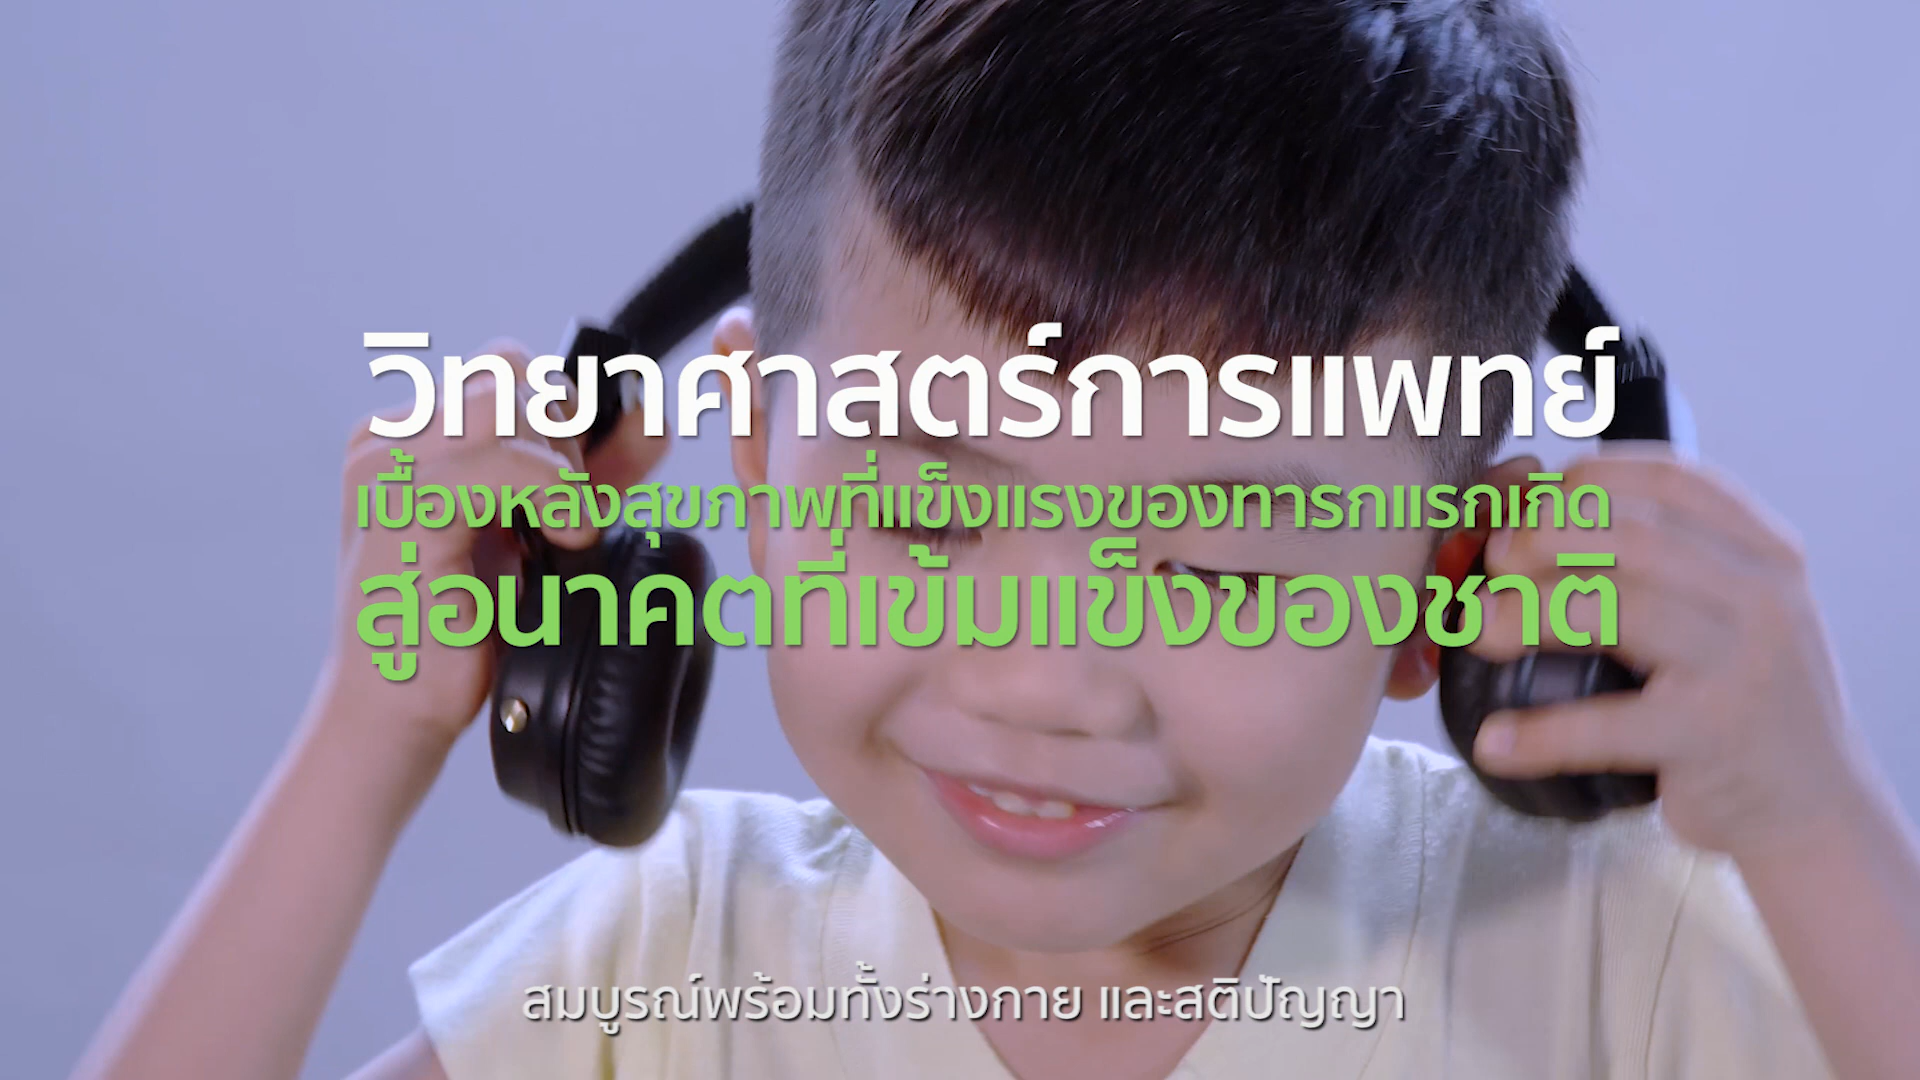 วิทยาศาสตร์การแพทย์
เบื้องหลังสุขภาพที่แข็งแรงของทารกแรกเกิด
สู่อนาคตที่เข้มแข็งของชาติ
สมบูรณ์พร้อมทั้งร่างกาย และสติปัญญา